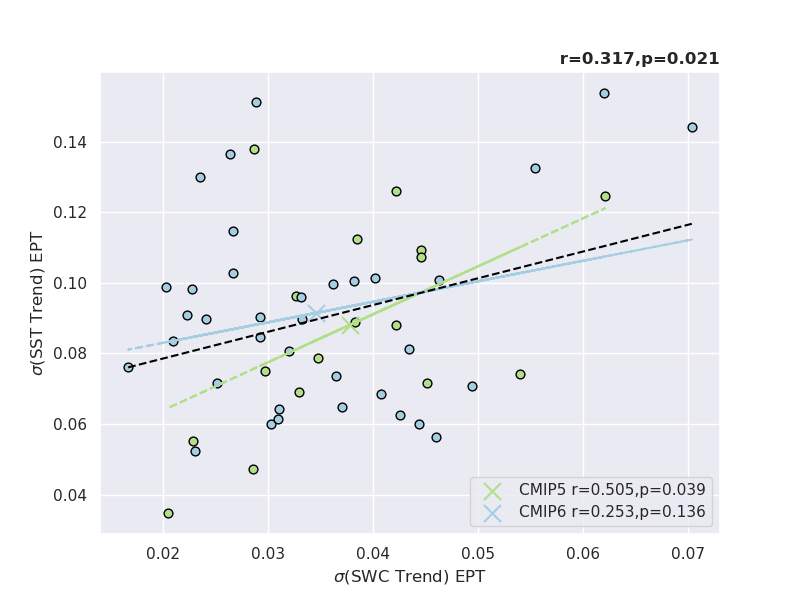 r=0.317,p=0.021
0.14
0.12
0.10
0.08
0.06
0.04
σ(SST Trend) EPT
CMIP5 r=0.505,p=0.039
CMIP6 r=0.253,p=0.136
0.02 0.03 0.04 0.05 0.06 0.07
σ(SWC Trend) EPT